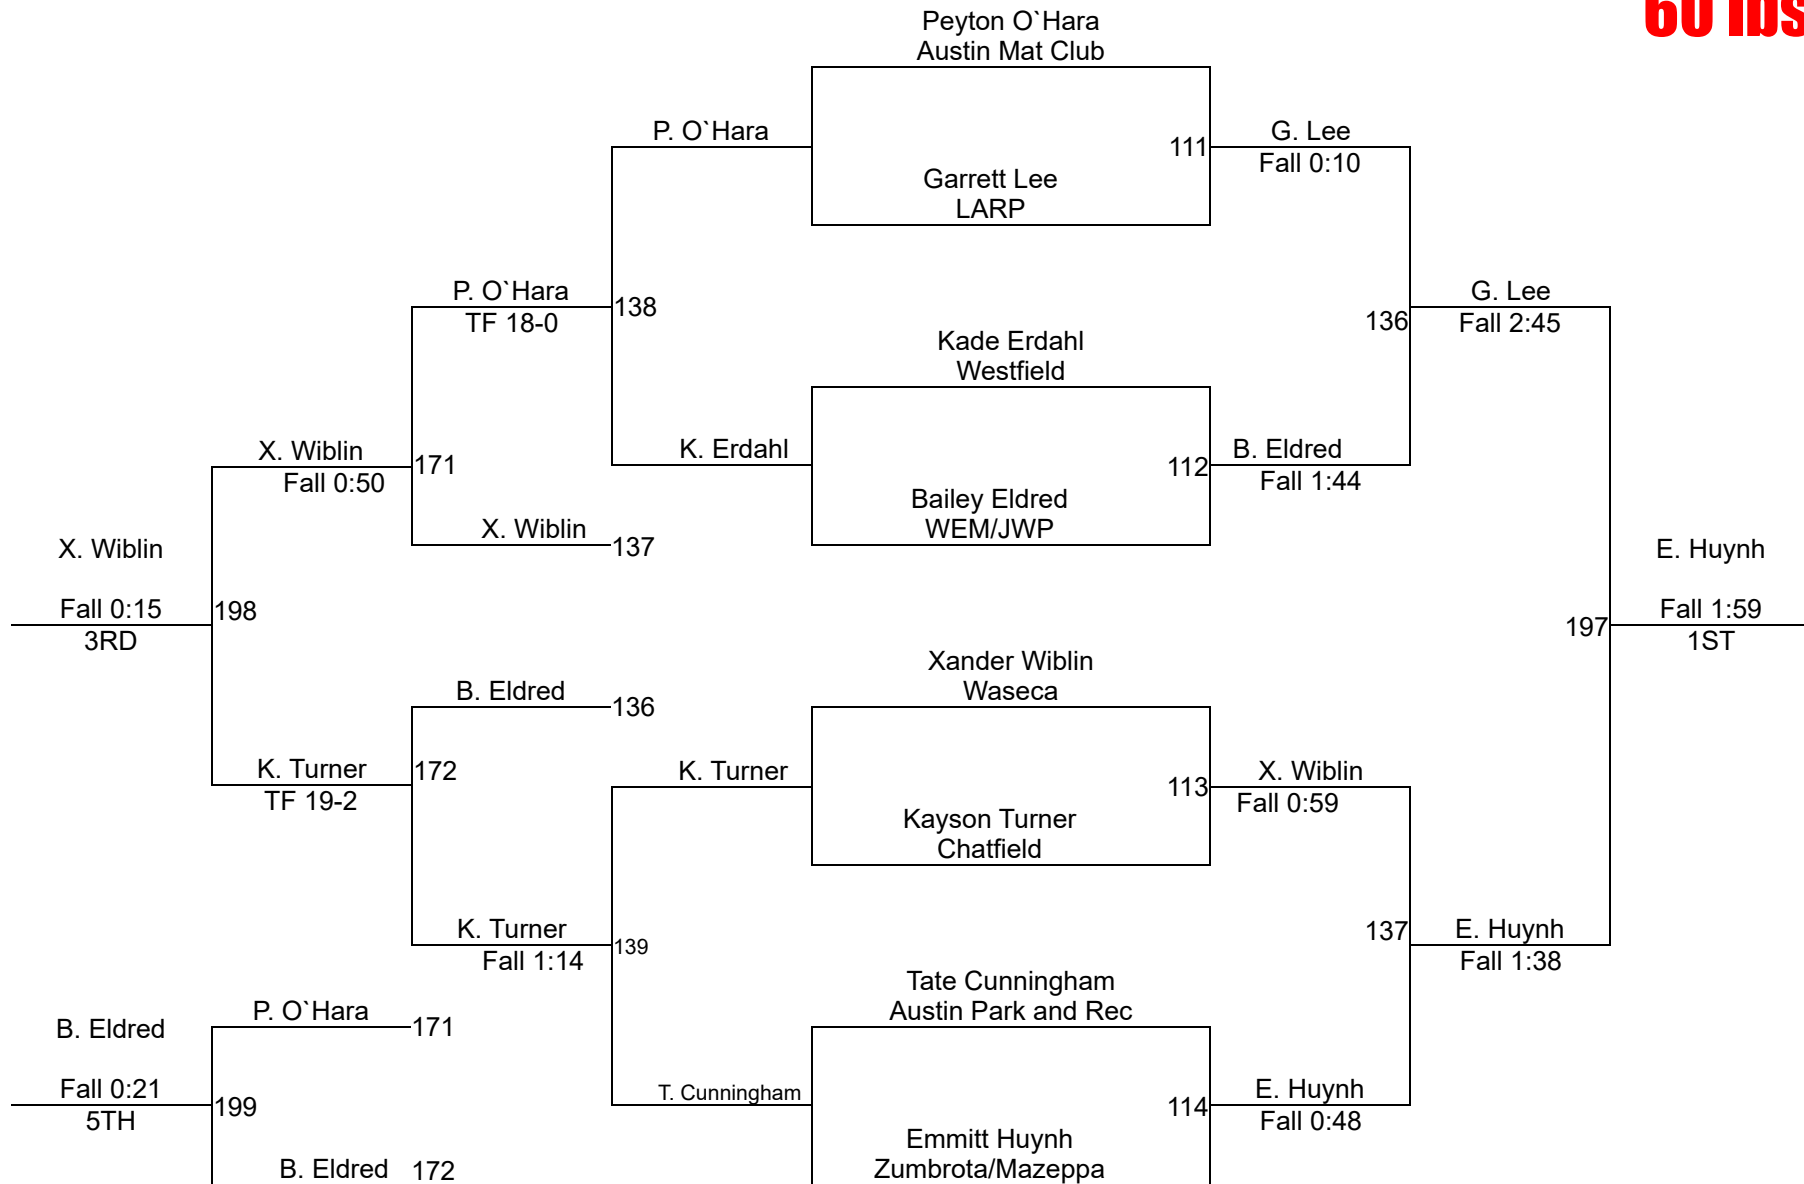 60 lbs
Peyton O`Hara
Austin Mat Club
P. O`Hara
111
G. Lee
Fall 0:10
Garrett Lee
LARP
P. O`Hara
TF 18-0
138
G. Lee
Fall 2:45
136
Kade Erdahl
Westfield
X. Wiblin
Fall 0:50
171
K. Erdahl
112
B. Eldred
Fall 1:44
Bailey Eldred
WEM/JWP
X. Wiblin
137
X. Wiblin
Fall 0:15
3RD
198
E. Huynh
Fall 1:59
1ST
197
Xander Wiblin
Waseca
B. Eldred
136
K. Turner
TF 19-2
172
K. Turner
113
X. Wiblin
Fall 0:59
Kayson Turner
Chatfield
K. Turner
Fall 1:14
139
137
E. Huynh
Fall 1:38
Tate Cunningham
Austin Park and Rec
P. O`Hara
171
B. Eldred
Fall 0:21
5TH
199
T. Cunningham
114
E. Huynh
Fall 0:48
Emmitt Huynh
Zumbrota/Mazeppa
B. Eldred
172